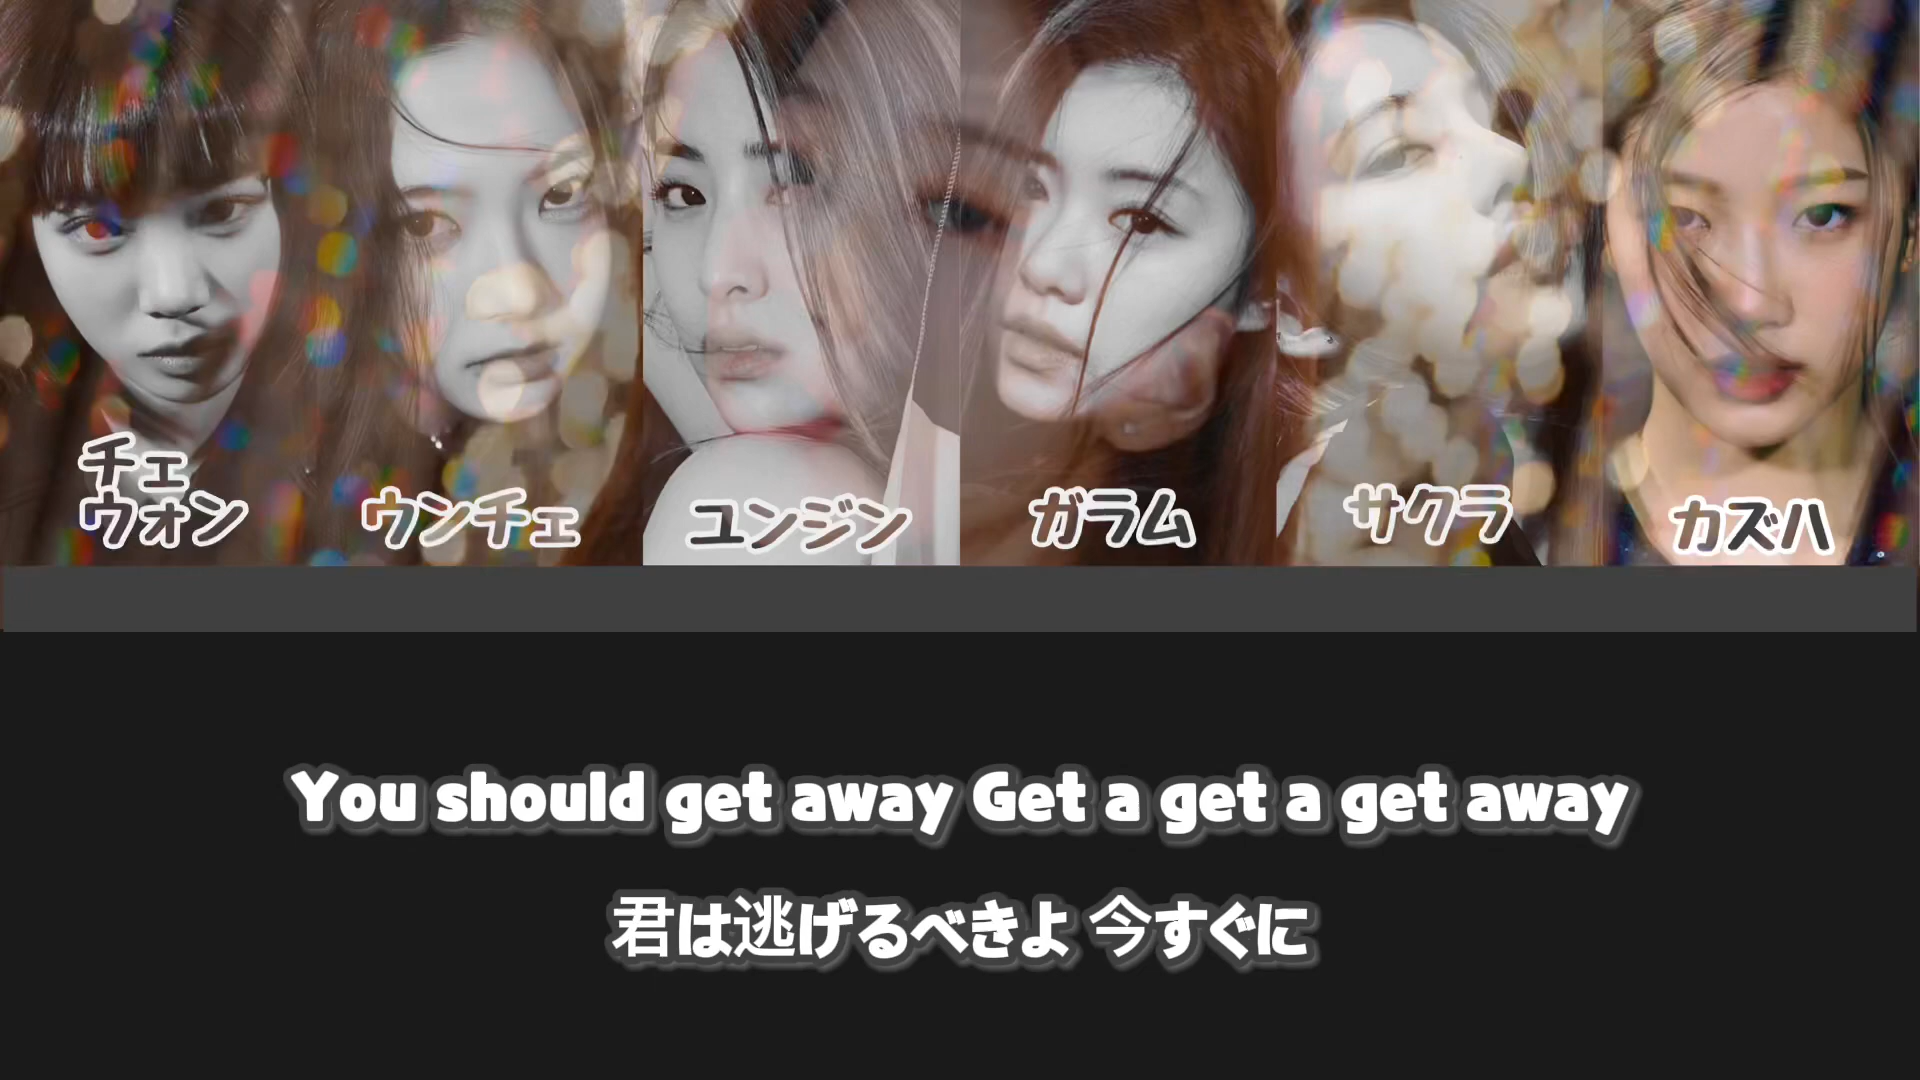 チェ
ウォン
ウンチェ
ユンジン
ガラム
サクラ
カズハ
You should get away Get a get a get away
君は逃げるべきよ 今すぐに